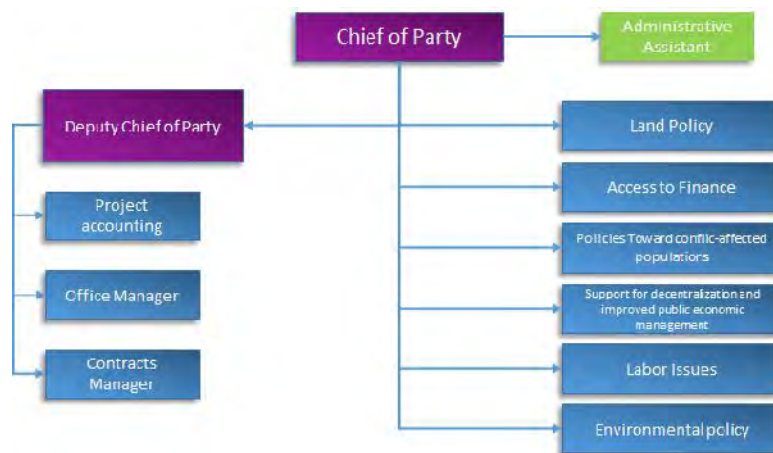 Chief of Party
Administrative
Assistant
Deputy Chief of Party
Land Policy
Access to Finance
Project
accounting
Policies Toward conflic-affected
populations
Office Manager
Support for decentralization and
improved public economic
management
Contracts
Manager
Labor Issues
Environmental policy